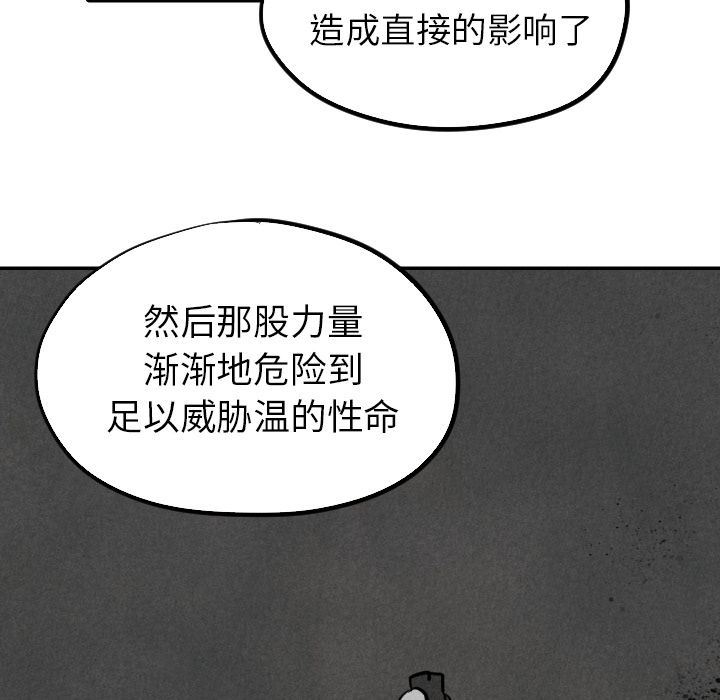 造成直接的影响了
然后那股力量
渐渐地危险到
足以威胁温的性命